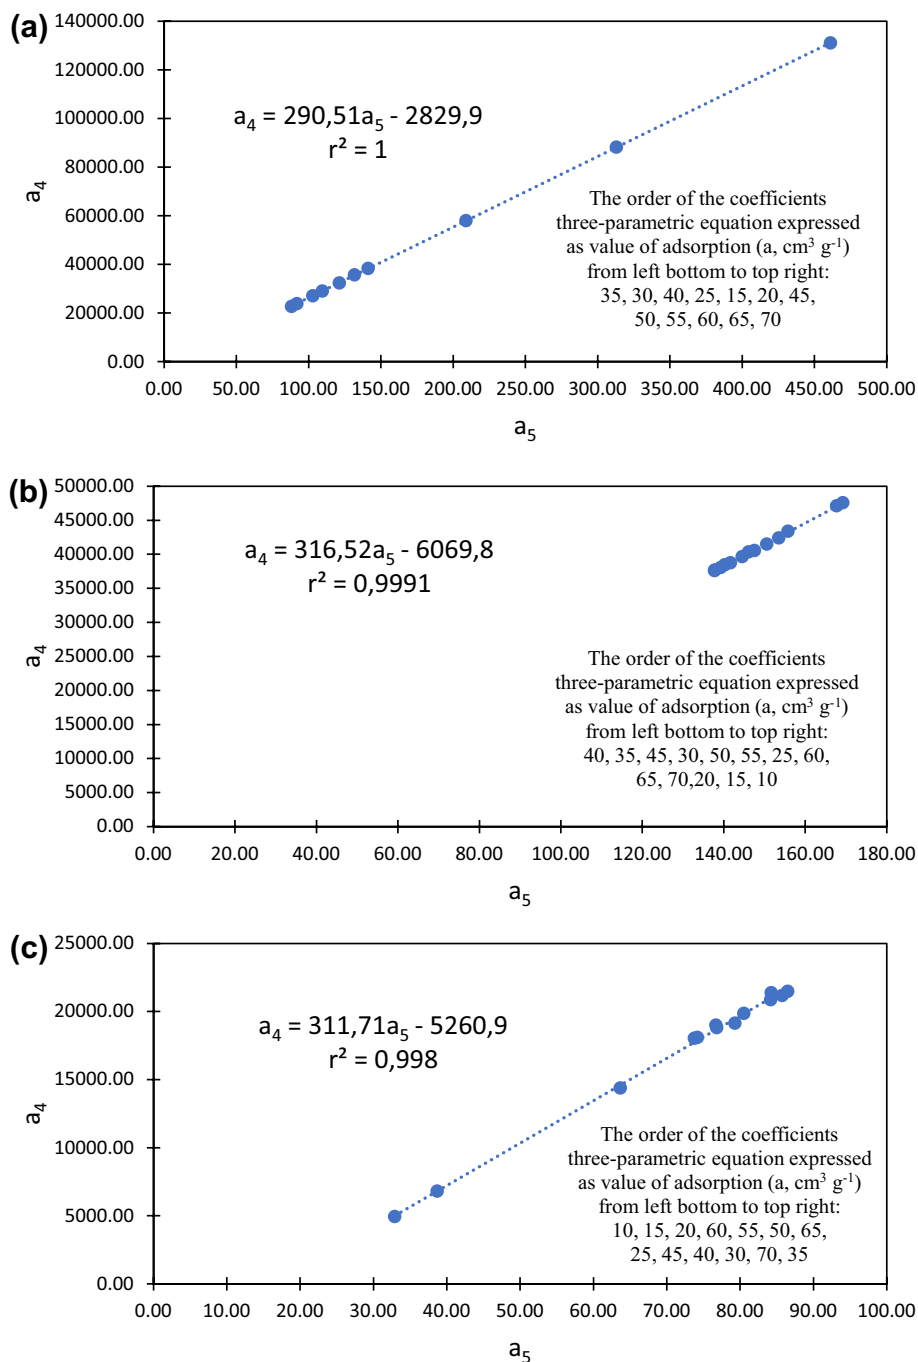 (a)
140000.00
120000.00
100000.00
80000.00
60000.00
40000.00
20000.00
0.00
a₄
a₄ = 290,51a₅ - 2829,9
r² = 1
The order of the coefficients
three-parametric equation expressed
as value of adsorption (a, cm³ g⁻¹)
from left bottom to top right:
35, 30, 40, 25, 15, 20, 45,
50, 55, 60, 65, 70
0.00 50.00 100.00 150.00 200.00 250.00 300.00 350.00 400.00 450.00 500.00
a₅
(b)
50000.00
45000.00
40000.00
35000.00
30000.00
25000.00
20000.00
15000.00
10000.00
5000.00
0.00
a₄
a₄ = 316,52a₅ - 6069,8
r² = 0,9991
The order of the coefficients
three-parametric equation expressed
as value of adsorption (a, cm³ g⁻¹)
from left bottom to top right:
40, 35, 45, 30, 50, 55, 25, 60,
65, 70,20, 15, 10
0.00 20.00 40.00 60.00 80.00 100.00 120.00 140.00 160.00 180.00
a₅
(c)
25000.00
20000.00
15000.00
10000.00
5000.00
0.00
a₄
a₄ = 311,71a₅ - 5260,9
r² = 0,998
The order of the coefficients
three-parametric equation expressed
as value of adsorption (a, cm³ g⁻¹)
from left bottom to top right:
10, 15, 20, 60, 55, 50, 65,
25, 45, 40, 30, 70, 35
0.00 10.00 20.00 30.00 40.00 50.00 60.00 70.00 80.00 90.00 100.00
a₅